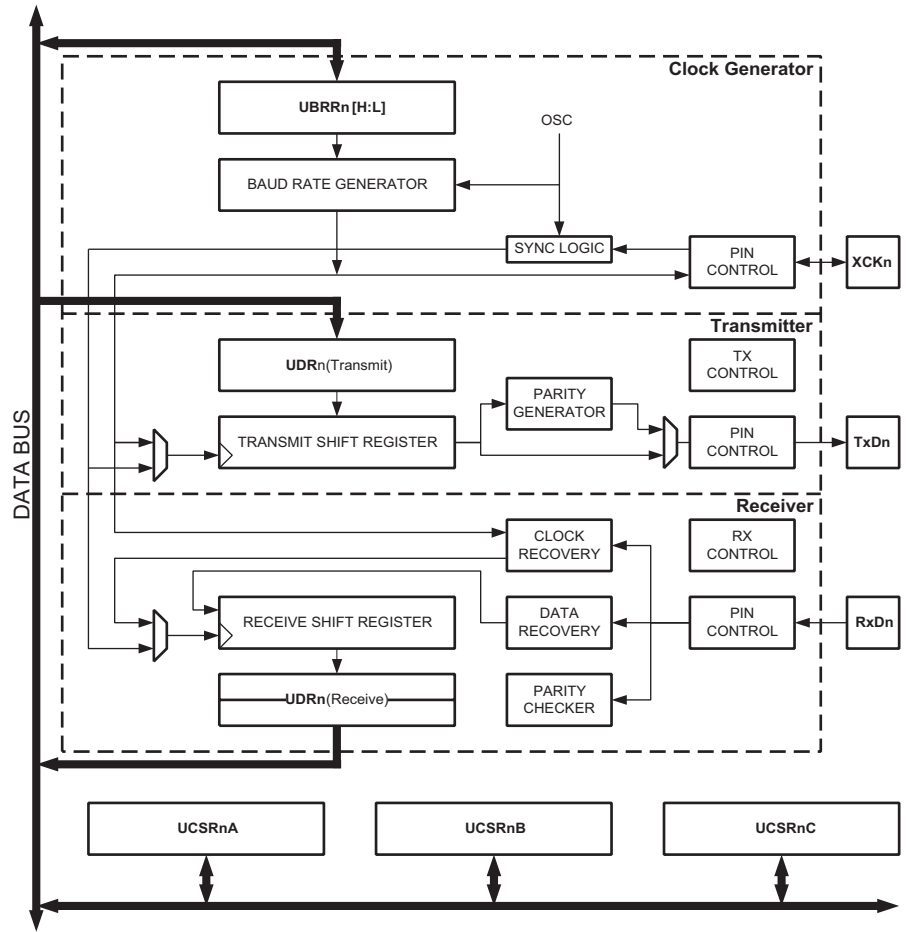 Clock Generator
UBRRn [H:L]
OSC
BAUD RATE GENERATOR
SYNC LOGIC
PIN
CONTROL
XCKn
DATA BUS
Transmitter
UDRn(Transmit)
TX
CONTROL
PARITY
GENERATOR
TRANSMIT SHIFT REGISTER
PIN
CONTROL
TxDn
Receiver
CLOCK
RECOVERY
RX
CONTROL
RECEIVE SHIFT REGISTER
DATA
RECOVERY
PIN
CONTROL
RxDn
UDRn(Receive)
PARITY
CHECKER
UCSRnA
UCSRnB
UCSRnC